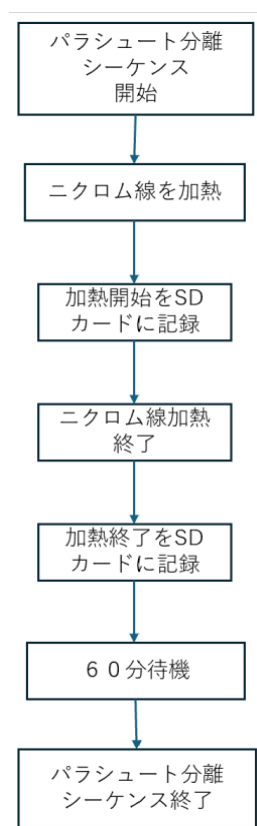 パラシュート分離
シーケンス
開始
ニクロム線を加熱
加熱開始をSD
カードに記録
ニクロム線加熱
終了
加熱終了をSD
カードに記録
６０分待機
パラシュート分離
シーケンス終了